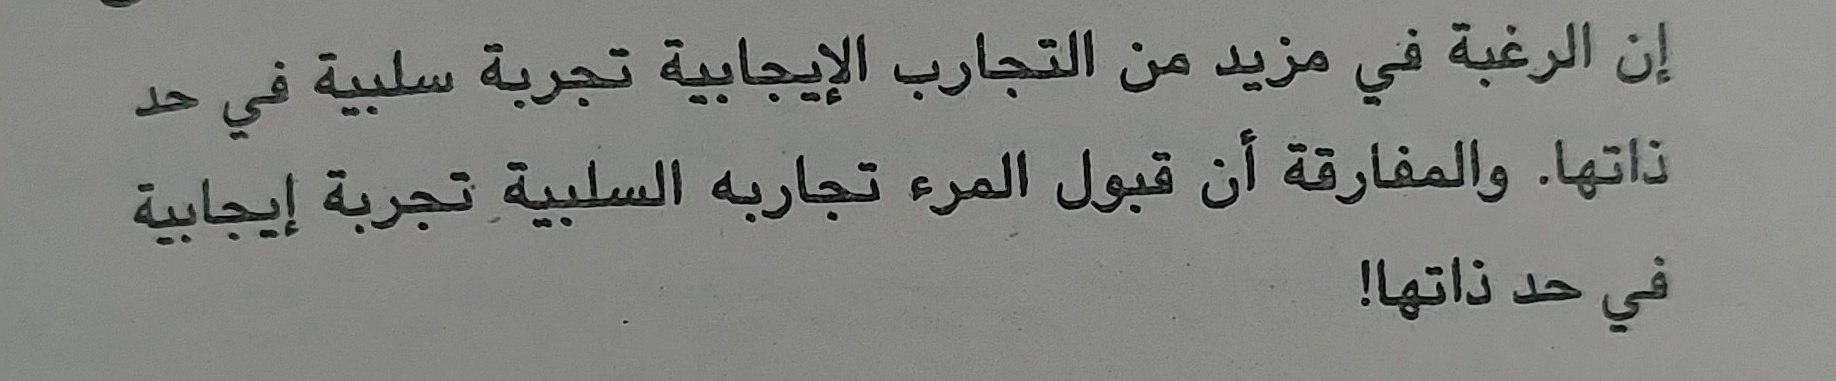 إن الرغبة في مزيد من التجارب الإيجابية تجربة سلبية في حد
ذاتها. والمفارقة أن قبول المرء تجاربه السلبية تجربة إيجابية
في حد ذاتها!